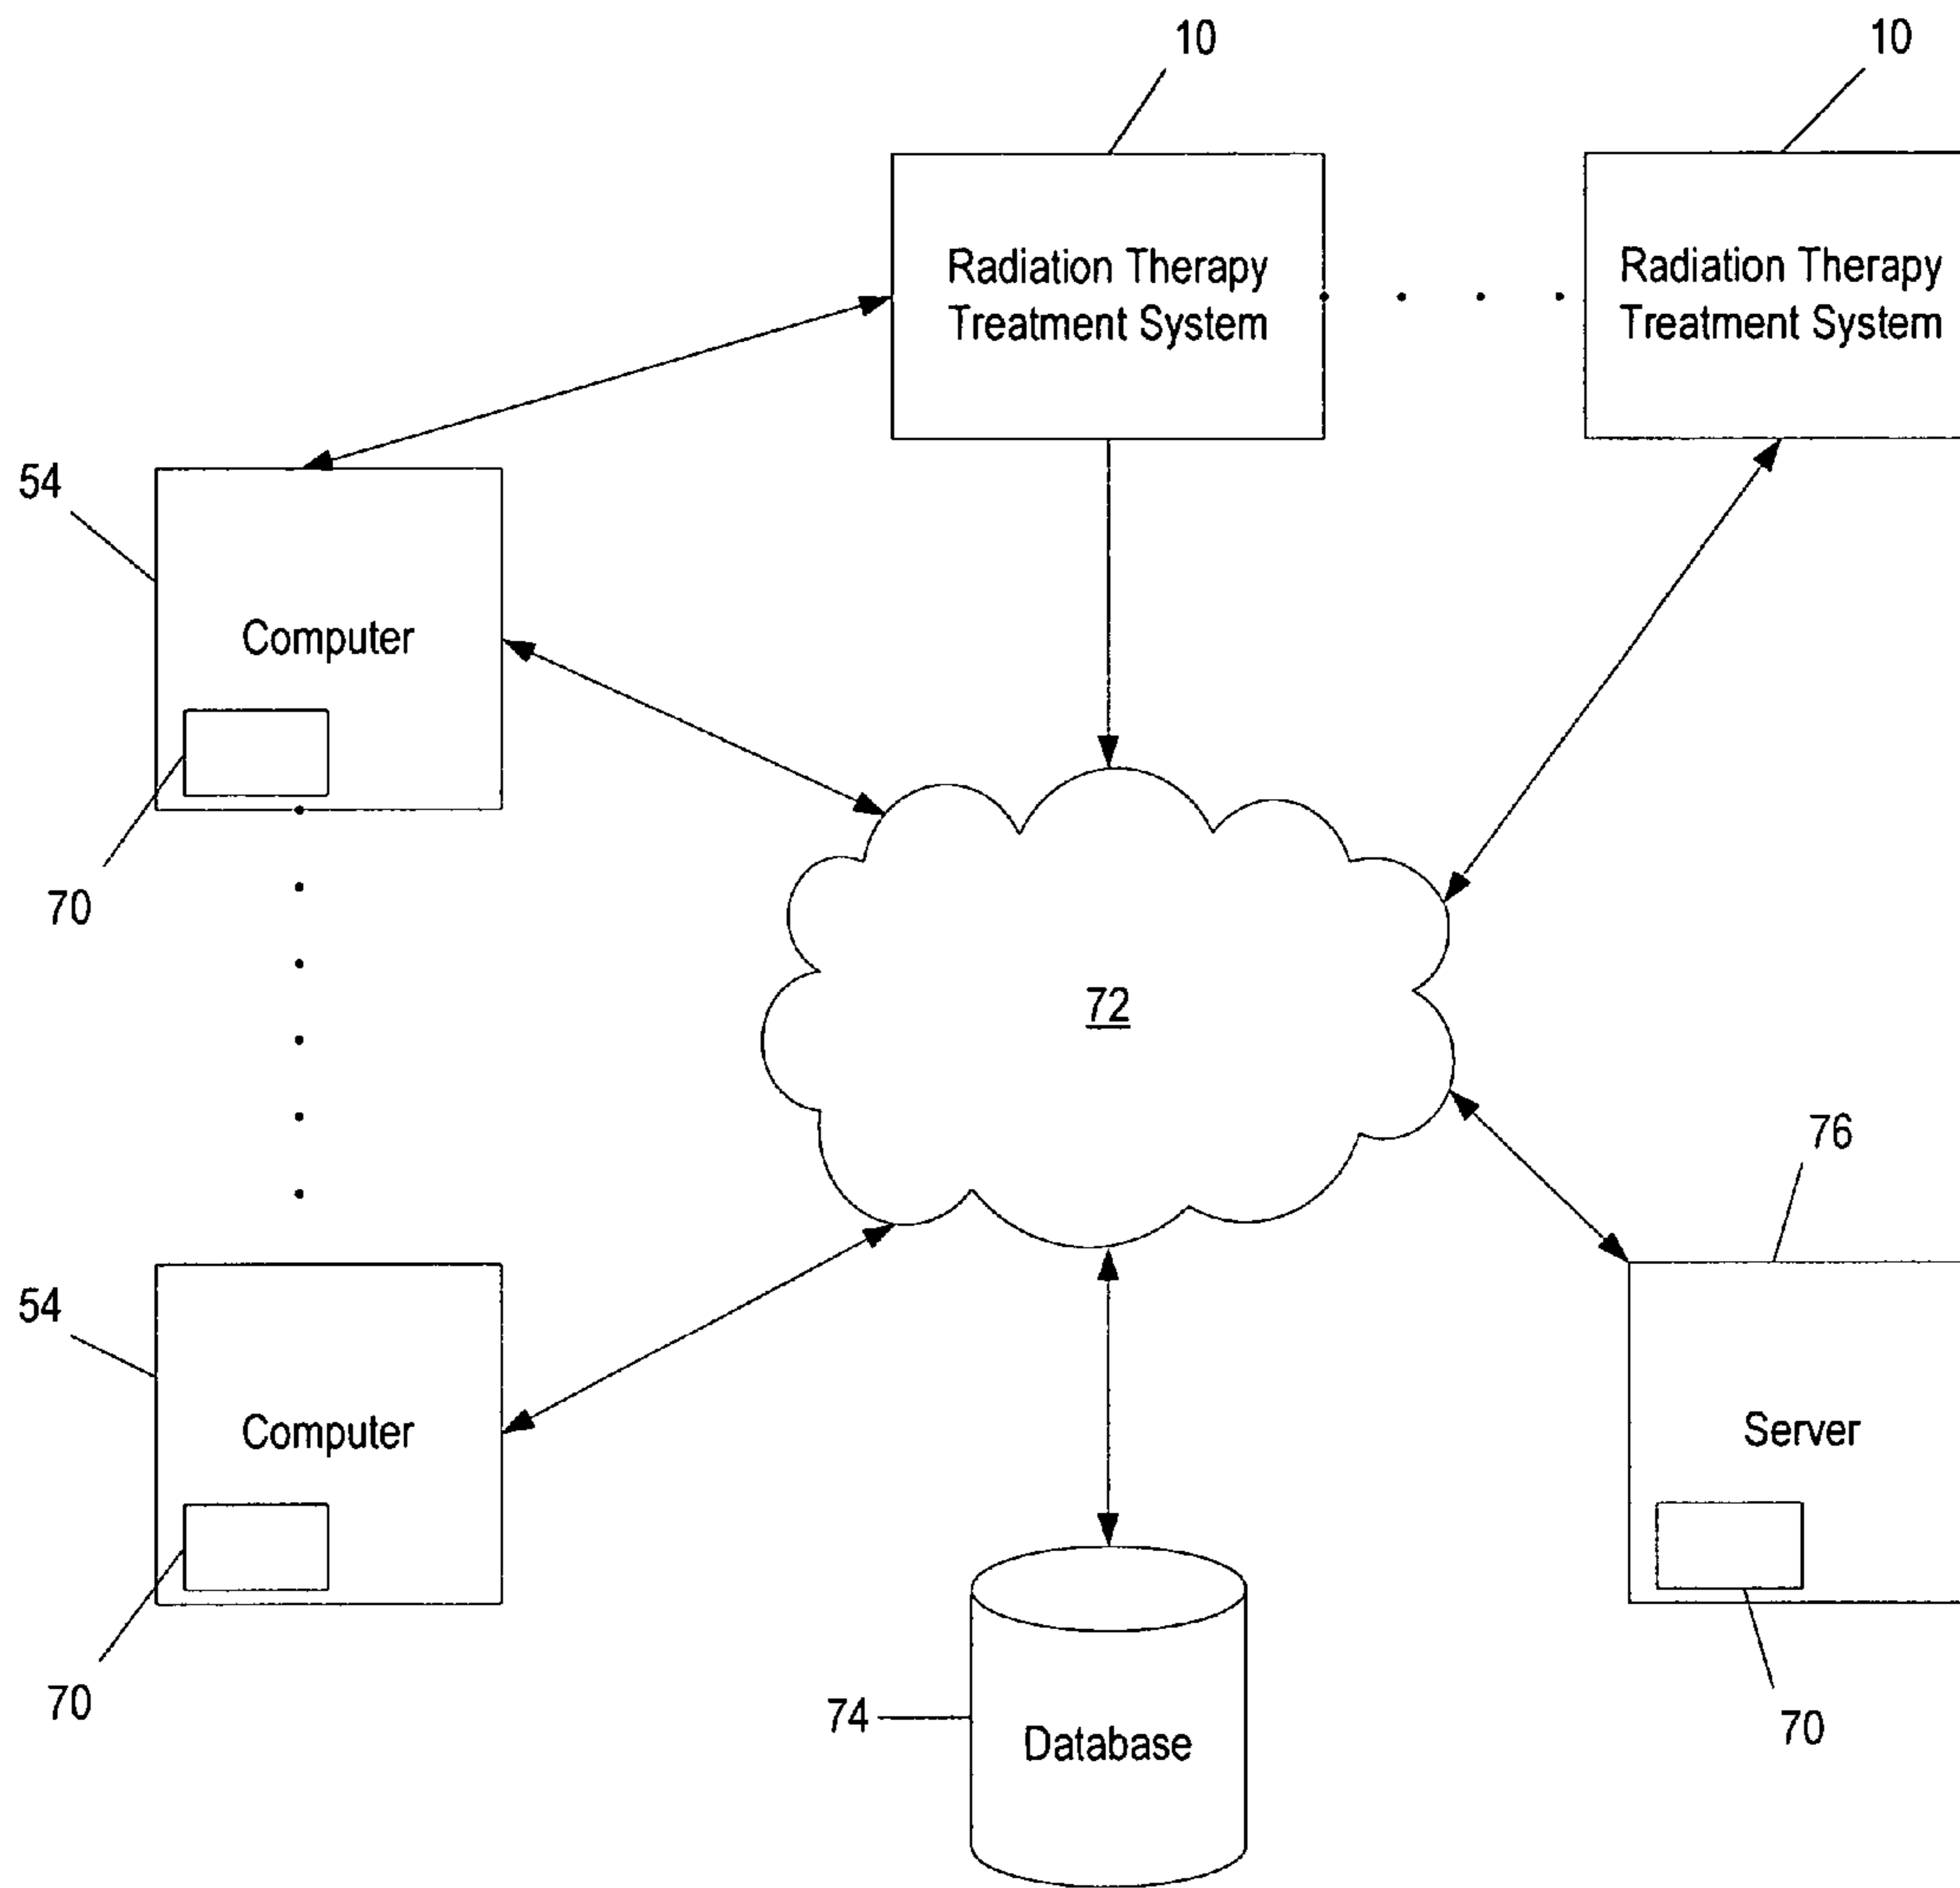 10
10
Radiation Therapy
Treatment System
Radiation Therapy
Treatment System
54
Computer
70
72
76
54
Computer
Server
70
74
Database
70